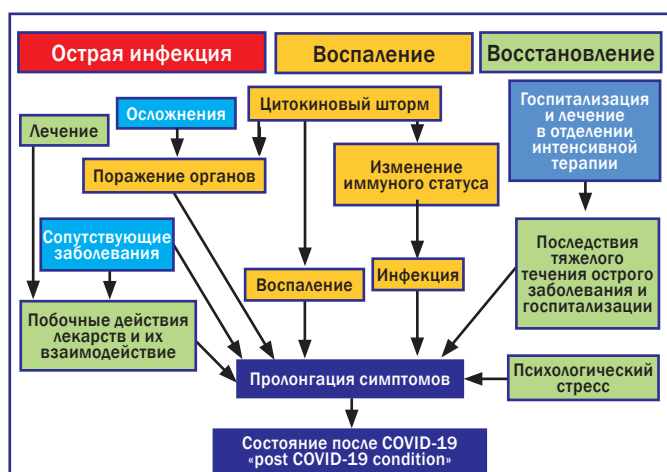 Острая инфекция
Воспаление
Восстановление
Лечение
Осложнения
Цитокиновый шторм
Госпитализация
и лечение
в отделении
интенсивной
терапии
Поражение органов
Изменение
иммуного статуса
Сопутствующие
заболевания
Воспаление
Инфекция
Последствия
тяжелого
течения острого
заболевания и
госпитализации
Побочные действия
лекарств и их
взаимодействие
Пролонгация симптомов
Психологический
стресс
Состояние после COVID-19
«post COVID-19 condition»